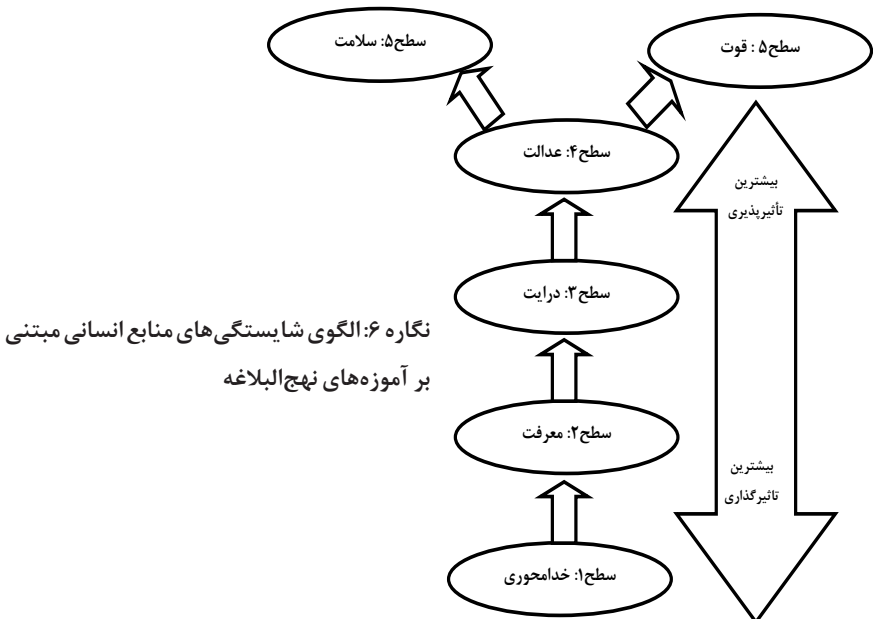 سطح۵: سلامت
سطح۵ : قوت
سطح۴: عدالت
بیشترین
تأثیرپذیری
سطح۳: درایت
نگاره ۶: الگوی شایستگی‌های منابع انسانی مبتنی
بر آموزه‌های نهج‌البلاغه
سطح۲: معرفت
بیشترین
تاثیرگذاری
سطح۱: خدامحوری